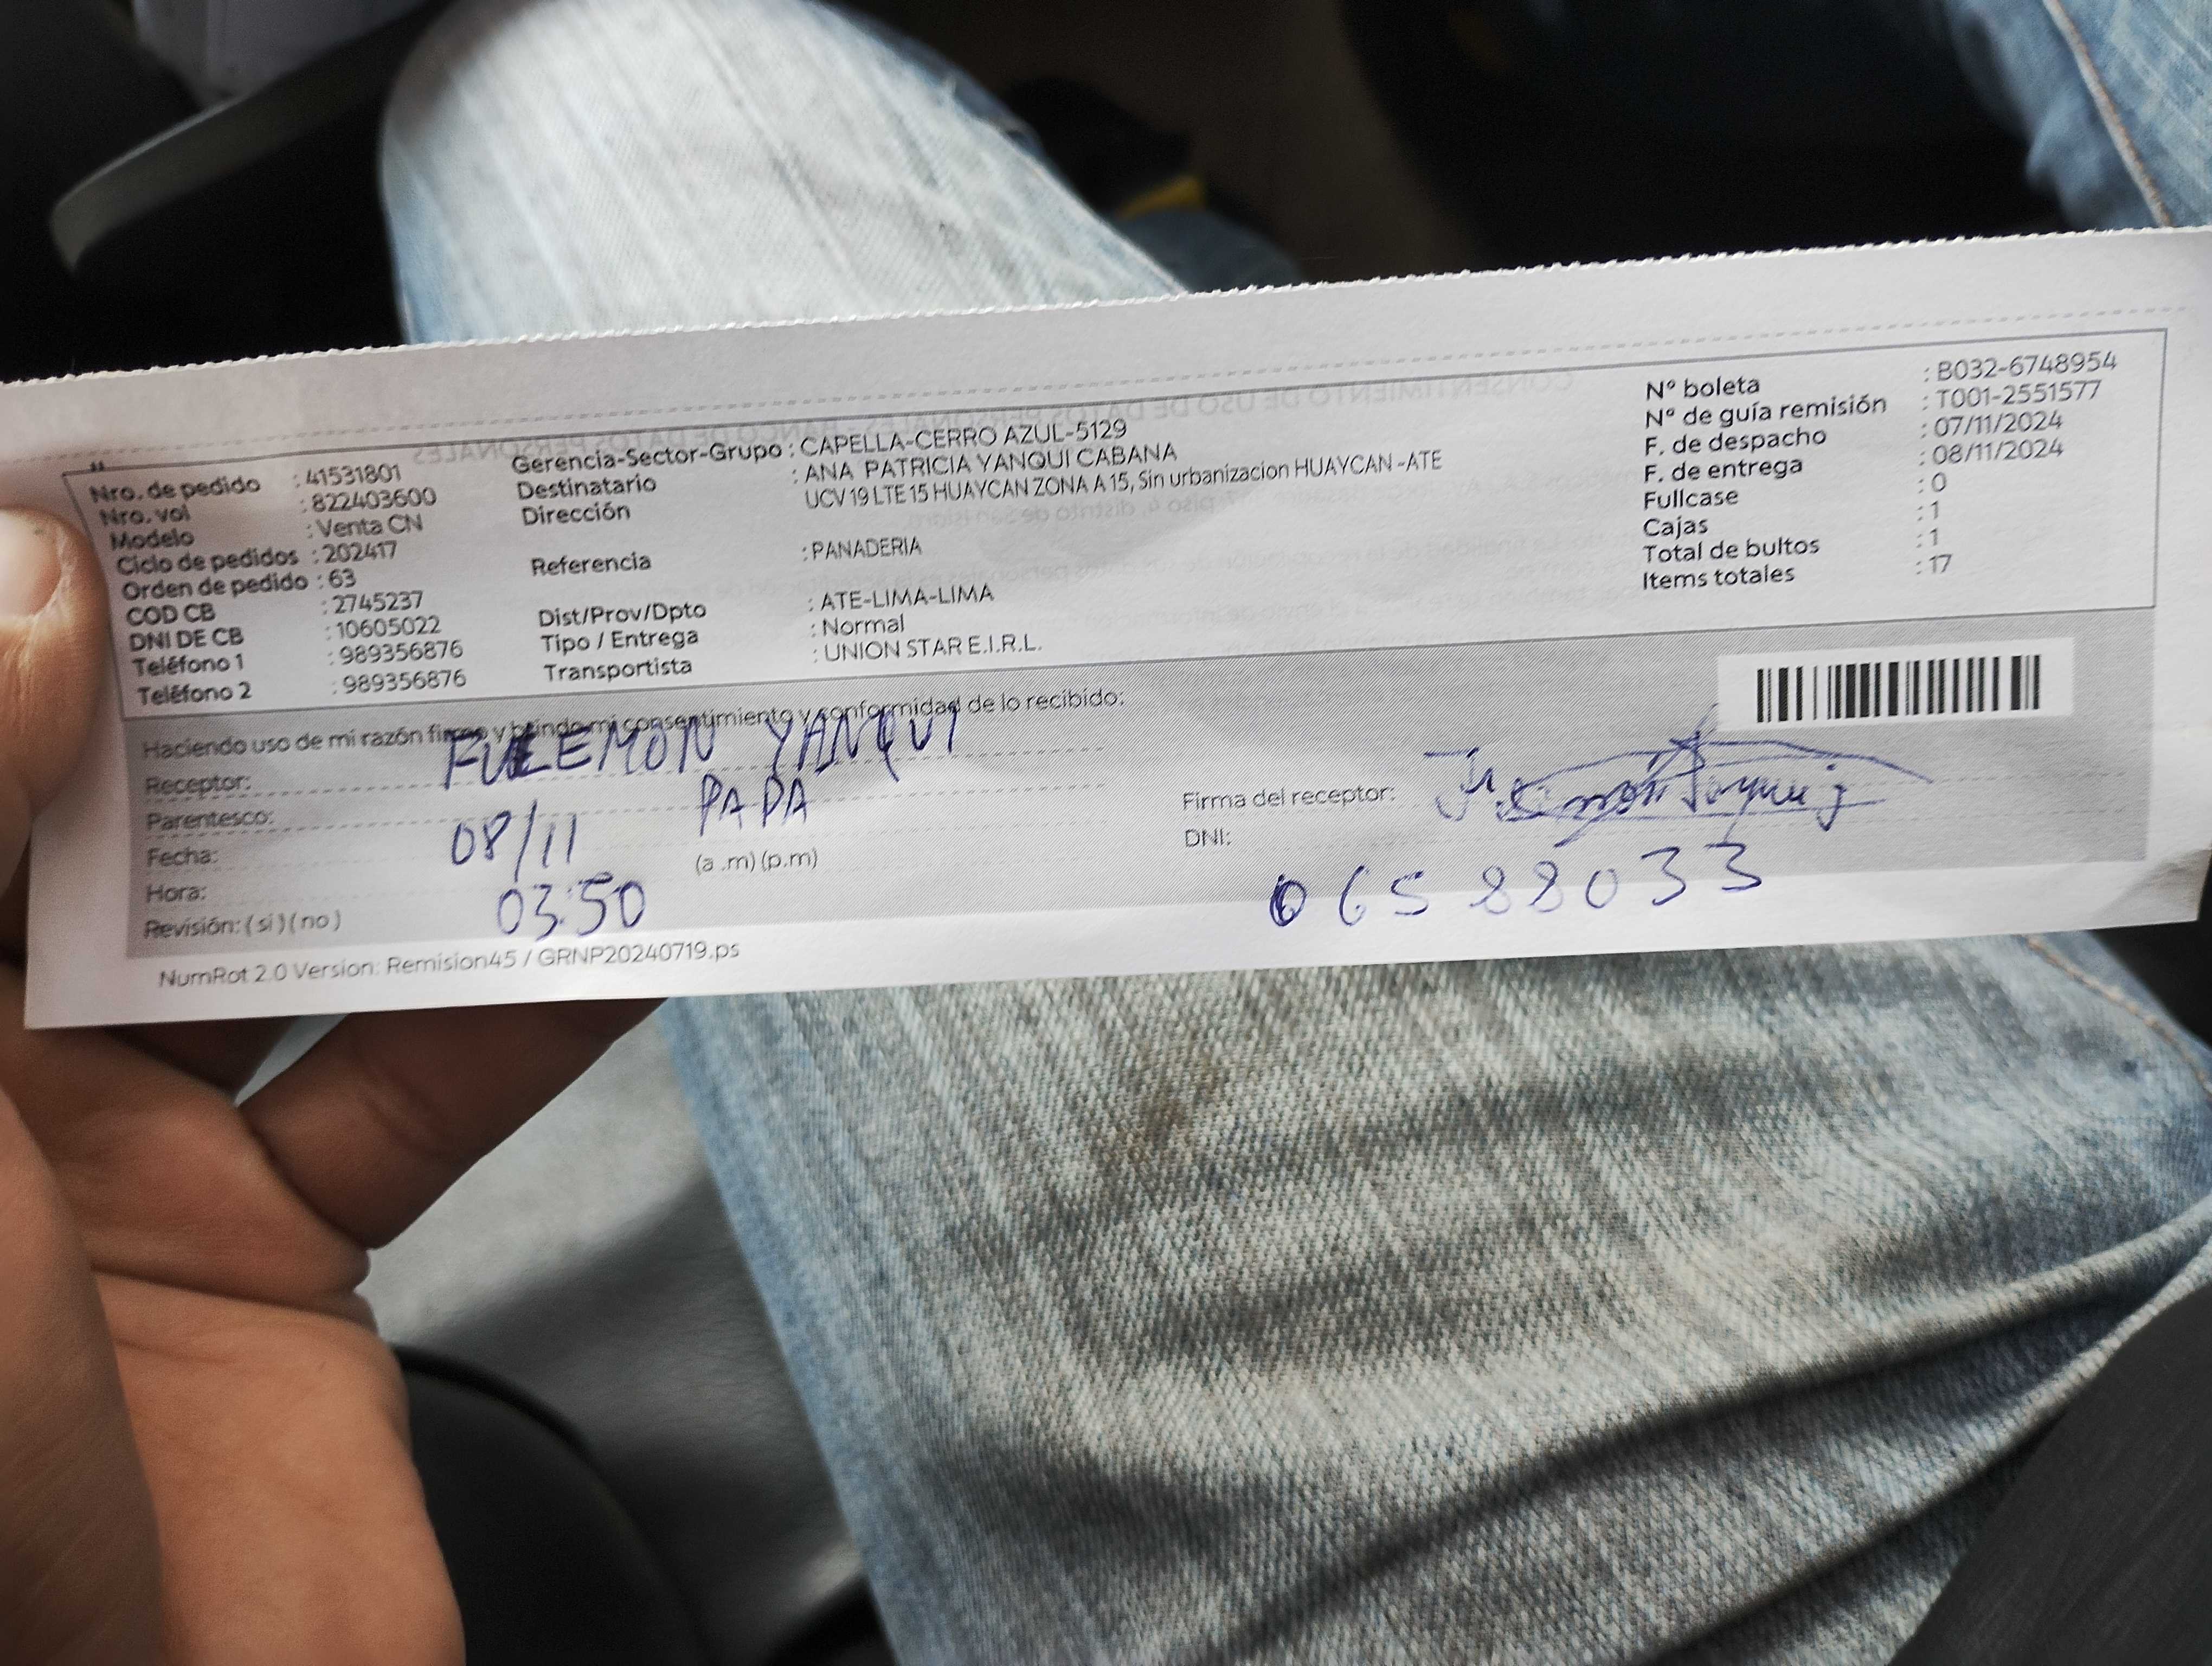 Nro. de pedido : 41531801
Nro. vol : 822403600
Modelo : Venta CN
Ciclo de pedidos : 202417
Orden de pedido : 63
COD CB : 2745237
DNI DE CB : 10605022
Teléfono 1 : 989356876
Teléfono 2 : 989356876
Gerencia-Sector-Grupo : CAPELLA-CERRO AZUL-5129
Destinatario : ANA PATRICIA YANQUI CABANA
Dirección UCV 19 LTE 15 HUAYCAN ZONA A 15, Sin urbanizacion HUAYCAN -ATE
Referencia : PANADERIA
Dist/Prov/Dpto : ATE-LIMA-LIMA
Tipo / Entrega : Normal
Transportista : UNION STAR E.I.R.L.
N° boleta : B032-6748954
N° de guía remisión : T001-2551577
F. de despacho : 07/11/2024
F. de entrega : 08/11/2024
Fullcase : 0
Cajas : 1
Total de bultos : 1
Items totales : 17
Haciendo uso de mi razón firmo y brindo mi consentimiento y conformidad de lo recibido:
Receptor: YANQUI
Parentesco: PAPA
Fecha: 08/11
Hora: 03:50 (a .m) (p.m)
Revisión: ( si ) ( no )
Firma del receptor:
DNI: 06588033
NumRot 2.0 Version: Remision45 / GRNP20240719.ps